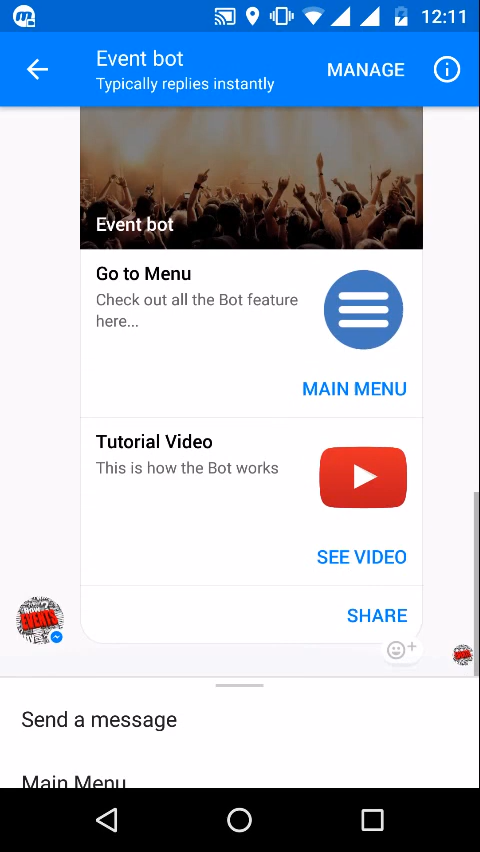 12:11
Event bot
Typically replies instantly
MANAGE
Event bot
Go to Menu
Check out all the Bot feature
here...
MAIN MENU
Tutorial Video
This is how the Bot works
SEE VIDEO
SHARE
EVENTS
Send a message
Main Menu